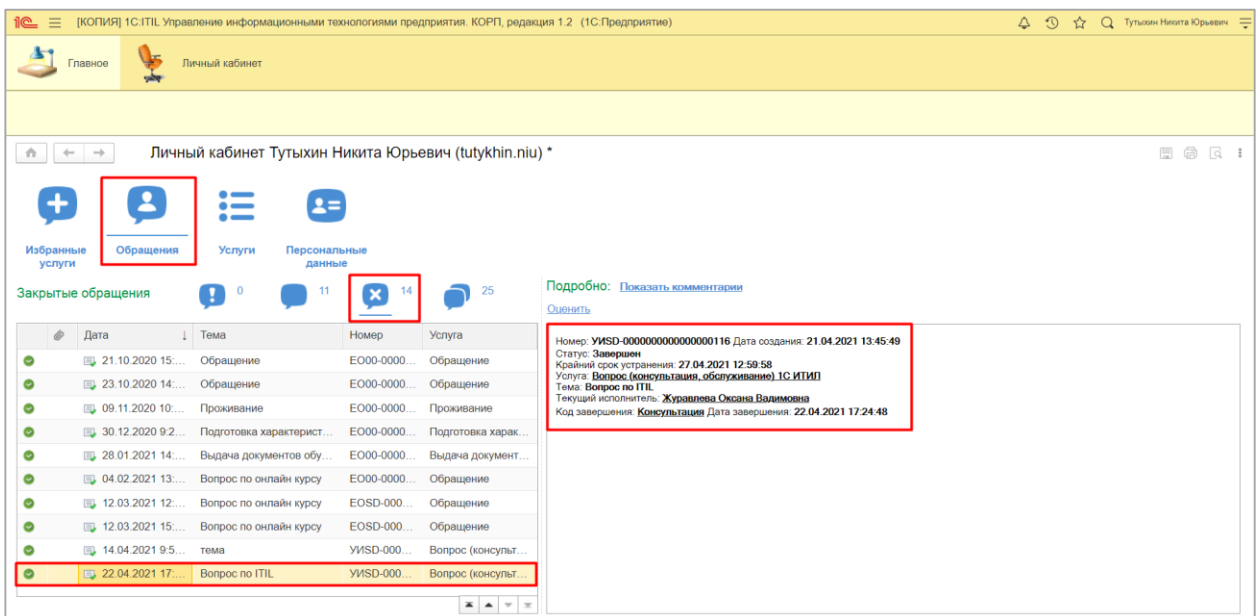 1С [КОПИЯ] 1С:ITIL Управление информационными технологиями предприятия. КОРП, редакция 1.2 (1С:Предприятие) Тутыхин Никита Юрьевич
Главное Личный кабинет
Личный кабинет Тутыхин Никита Юрьевич (tutykhin.niu) *
Избранные услуги
Обращения
Услуги
Персональные данные
Закрытые обращения 0 11 14 25
Подробно: Показать комментарии
Оценить
Дата ↓ Тема Номер Услуга
21.10.2020 15:... Обращение ЕО00-0000... Обращение
23.10.2020 14:... Обращение ЕО00-0000... Обращение
09.11.2020 10:... Проживание ЕО00-0000... Проживание
30.12.2020 9:2... Подготовка характерист... ЕО00-0000... Подготовка харак...
28.01.2021 14:... Выдача документов обу... ЕО00-0000... Выдача документ...
04.02.2021 13:... Вопрос по онлайн курсу ЕО00-0000... Обращение
12.03.2021 12:... Вопрос по онлайн курсу EOSD-000... Обращение
12.03.2021 15:... Вопрос по онлайн курсу EOSD-000... Обращение
14.04.2021 9:5... тема УИSD-000... Вопрос (консульт...
22.04.2021 17:... Вопрос по ITIL УИSD-000... Вопрос (консульт...
Номер: УИSD-0000000000000000116 Дата создания: 21.04.2021 13:45:49
Статус: Завершен
Крайний срок устранения: 27.04.2021 12:59:58
Услуга: Вопрос (консультация, обслуживание) 1С ИТИЛ
Тема: Вопрос по ITIL
Текущий исполнитель: Журавлева Оксана Вадимовна
Код завершения: Консультация Дата завершения: 22.04.2021 17:24:48